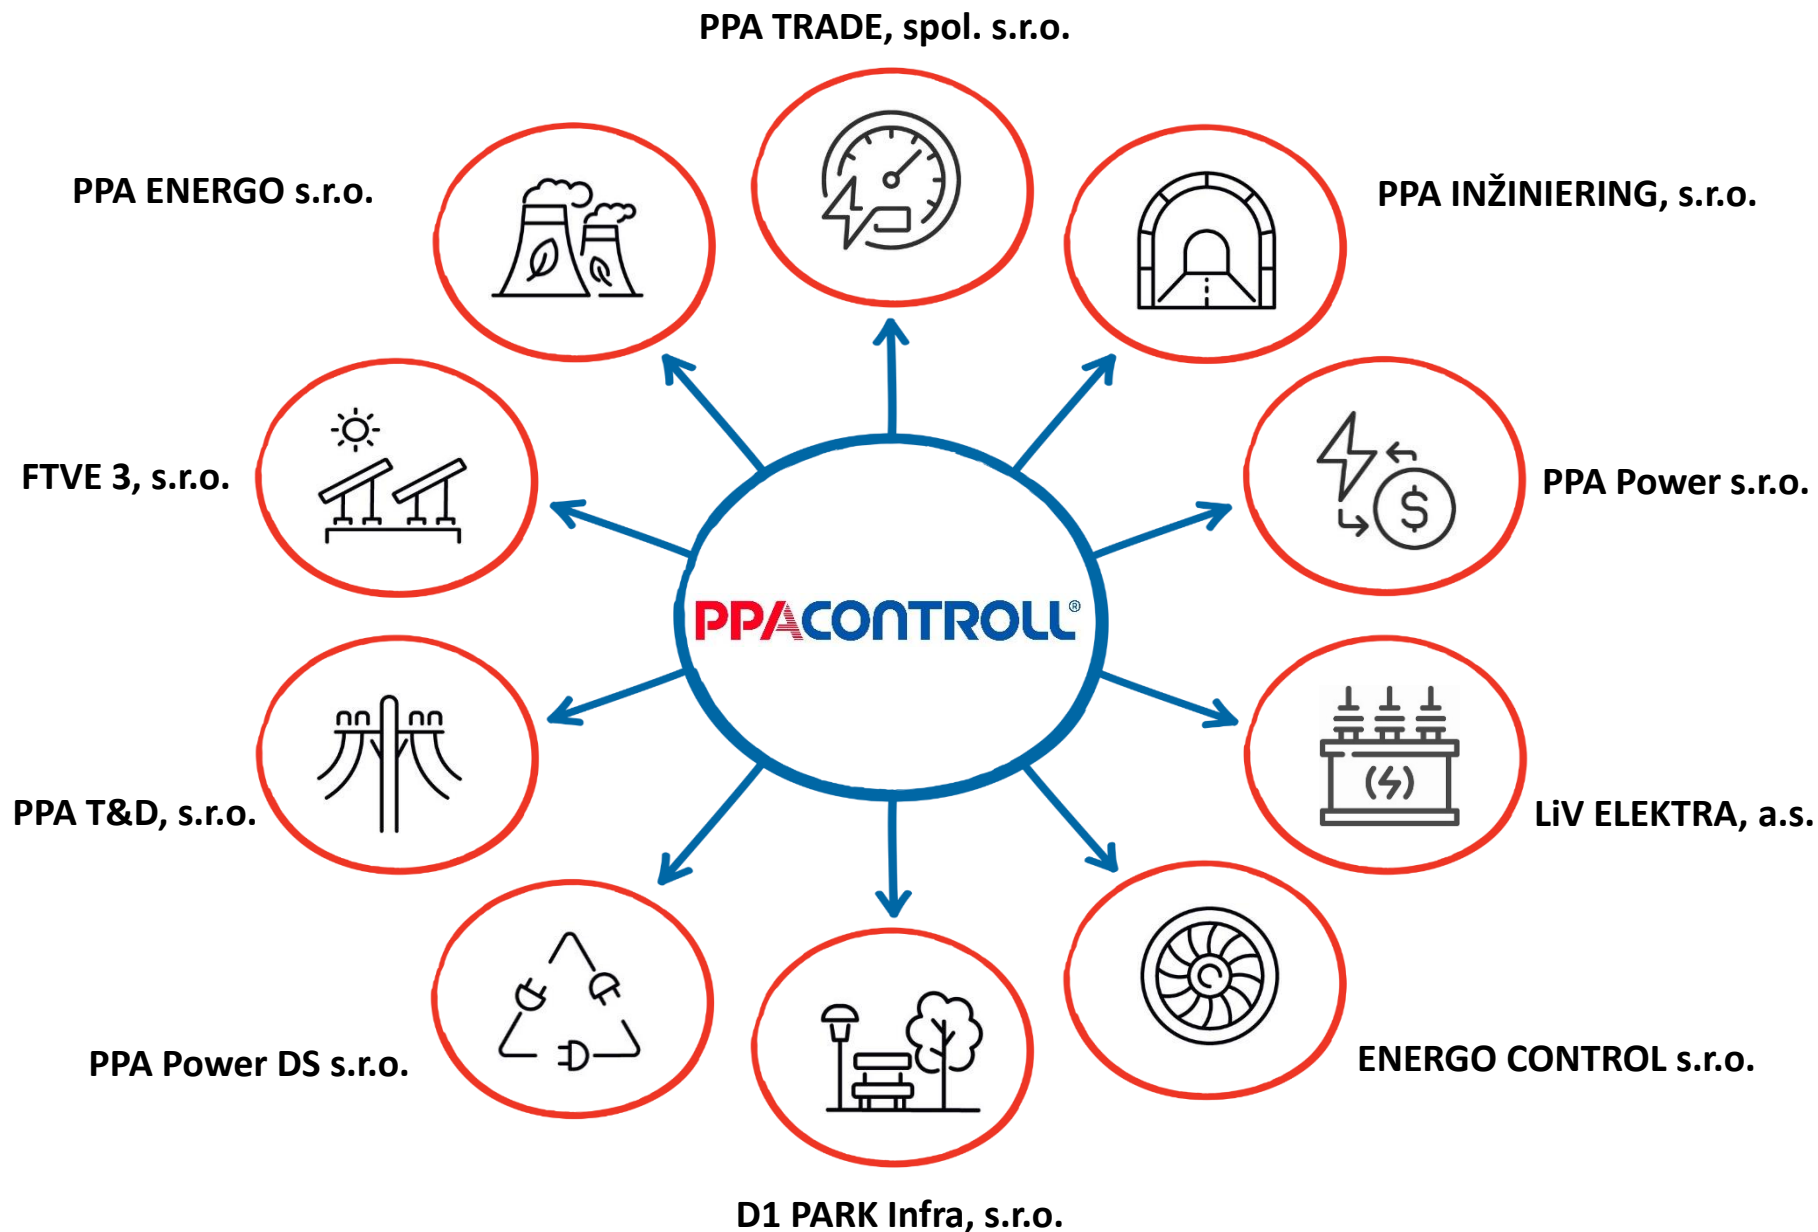 PPA TRADE, spol. s.r.o.
PPA ENERGO s.r.o.
PPA INŽINIERING, s.r.o.
FTVE 3, s.r.o.
$
PPA Power s.r.o.
PPACONTROLL®
PPA T&D, s.r.o.
LiV ELEKTRA, a.s.
PPA Power DS s.r.o.
ENERGO CONTROL s.r.o.
D1 PARK Infra, s.r.o.